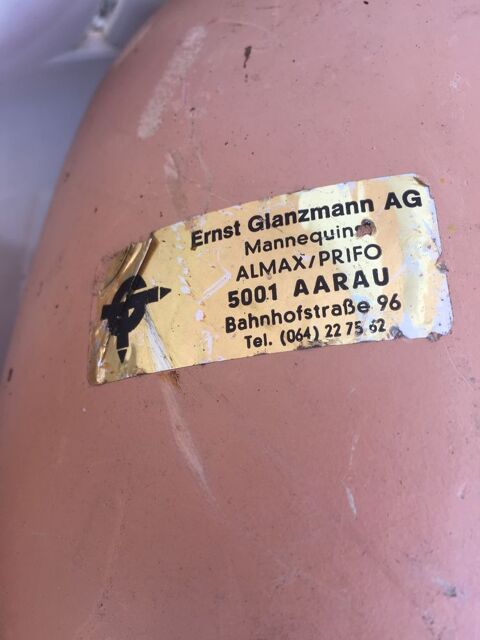 Ernst Glanzmann AG
Mannequins
ALMAX/PRIFO
5001 AARAU
Bahnhofstraße 96
Tel. (064) 22 75 62